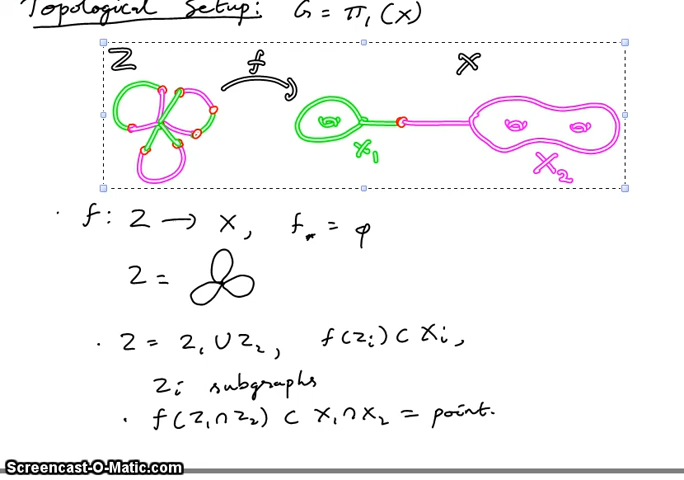 Topological Setup: G = π₁(X)
Z f X
X₁ X₂
· f: Z → X, f* = φ
Z =
· Z = Z₁ ∪ Z₂, f(Zᵢ) ⊂ Xᵢ,
Zᵢ subgraphs
· f(Z₁∩Z₂) ⊂ X₁∩X₂ = point.
Screencast-O-Matic.com